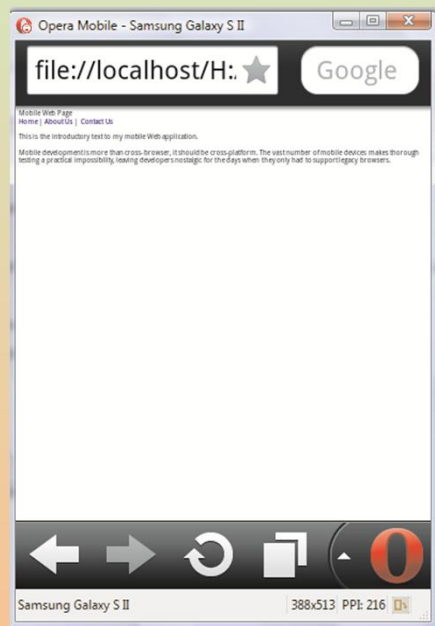 Opera Mobile - Samsung Galaxy S II
file://localhost/H:.
Google
Mobile Web Page
Home | About Us | Contact Us
This is the introductory text to my mobile Web application.
Mobile development is more than cross-browser, it should be cross-platform. The vast number of mobile devices makes thorough
testing a practical impossibility, leaving developers nostalgic for the days when they only had to support legacy browsers.
Samsung Galaxy S II
388x513 PPI: 216